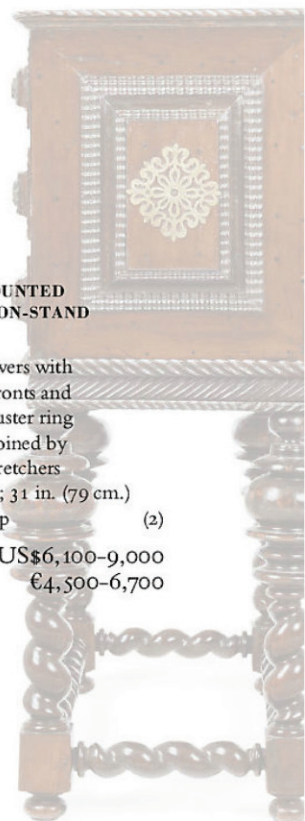 OUNTED
ON-STAND
vers with
ronts and
uster ring
oined by
retchers
; 31 in. (79 cm.)
p (2)
US$6,100–9,000
€4,500–6,700